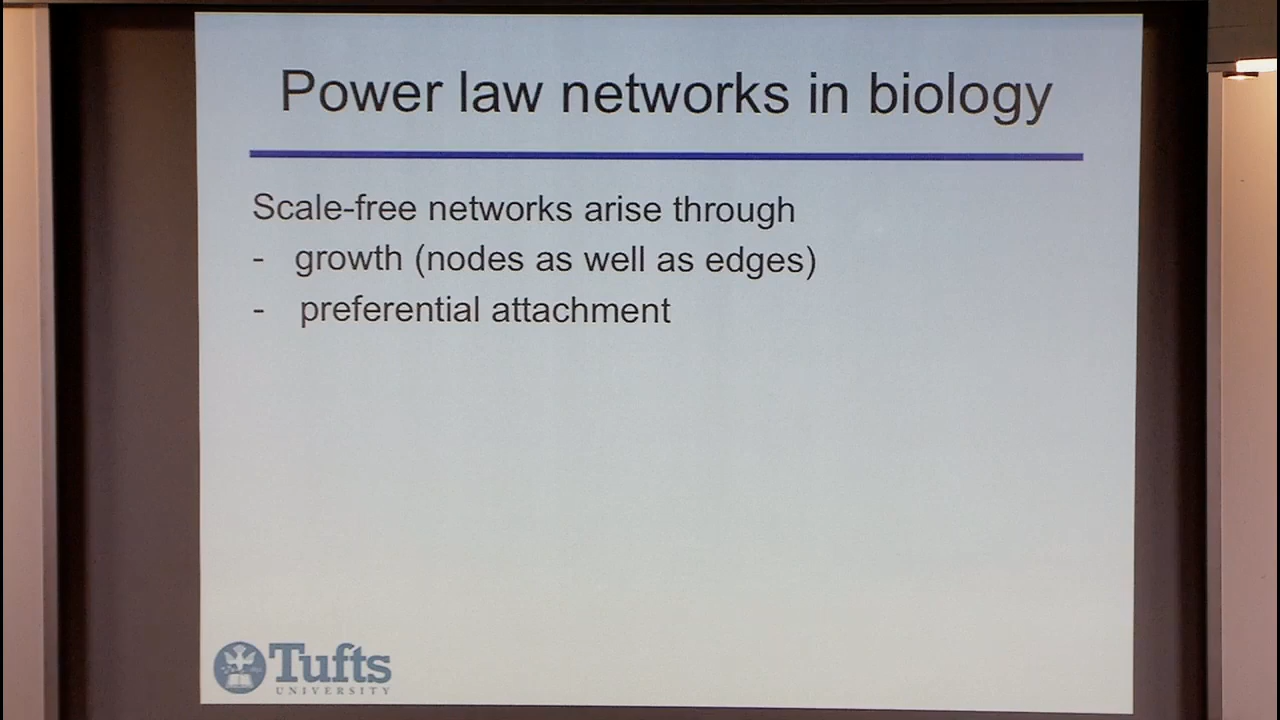 Power law networks in biology
Scale-free networks arise through
- growth (nodes as well as edges)
- preferential attachment
Tufts
UNIVERSITY